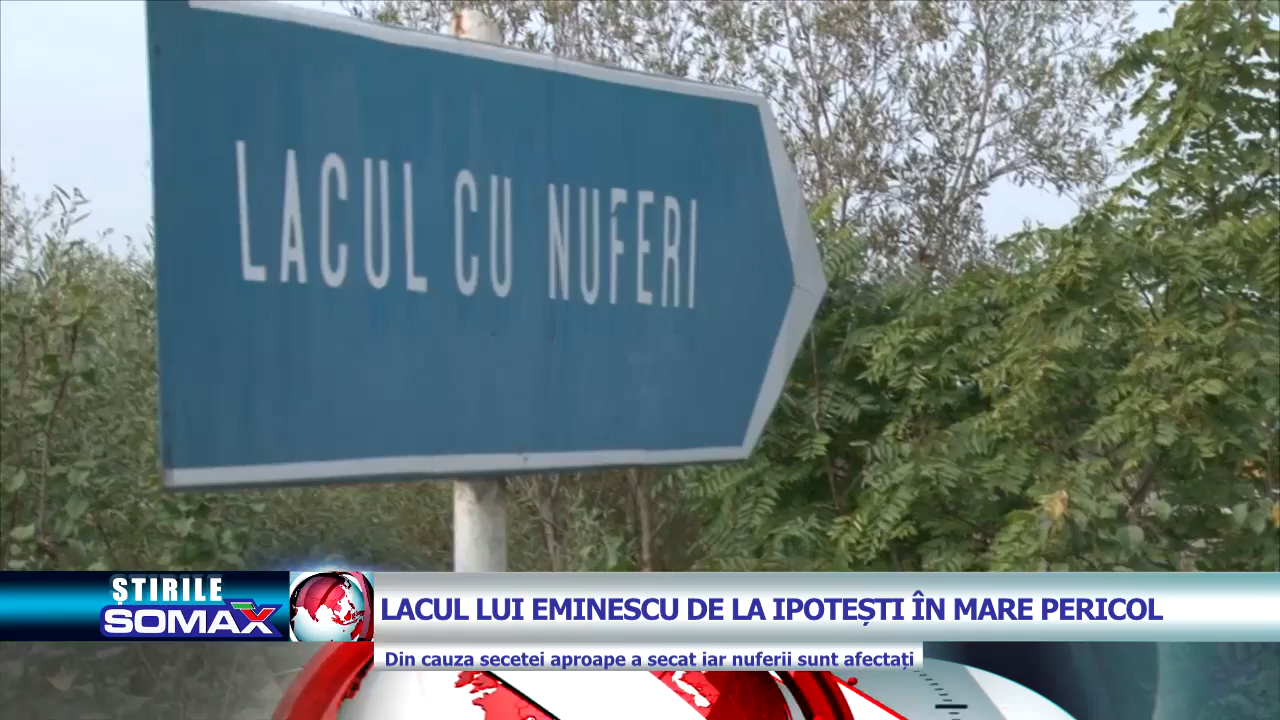 LACUL CU NUFERI
ȘTIRILE
SOMAX
LACUL LUI EMINESCU DE LA IPOTEȘTI ÎN MARE PERICOL
Din cauza secetei aproape a secat iar nuferii sunt afectați